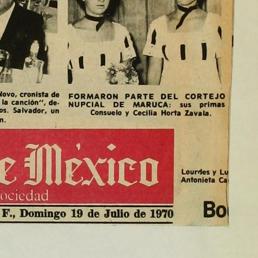 Novo, cronista de
la canción", de-
os. Salvador, un
n.
FORMARON PARTE DEL CORTEJO
NUPCIAL DE MARUCA: sus primas
Consuelo y Cecilia Horta Zavala.
e México
ociedad
F., Domingo 19 de Julio de 1970
Lourdes y Lu
Antonieta Ca
Bo